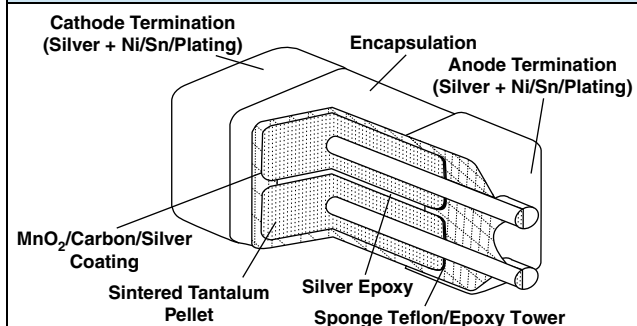 Cathode Termination
(Silver + Ni/Sn/Plating)
Encapsulation
Anode Termination
(Silver + Ni/Sn/Plating)
MnO2/Carbon/Silver
Coating
Sintered Tantalum
Pellet
Silver Epoxy
Sponge Teflon/Epoxy Tower